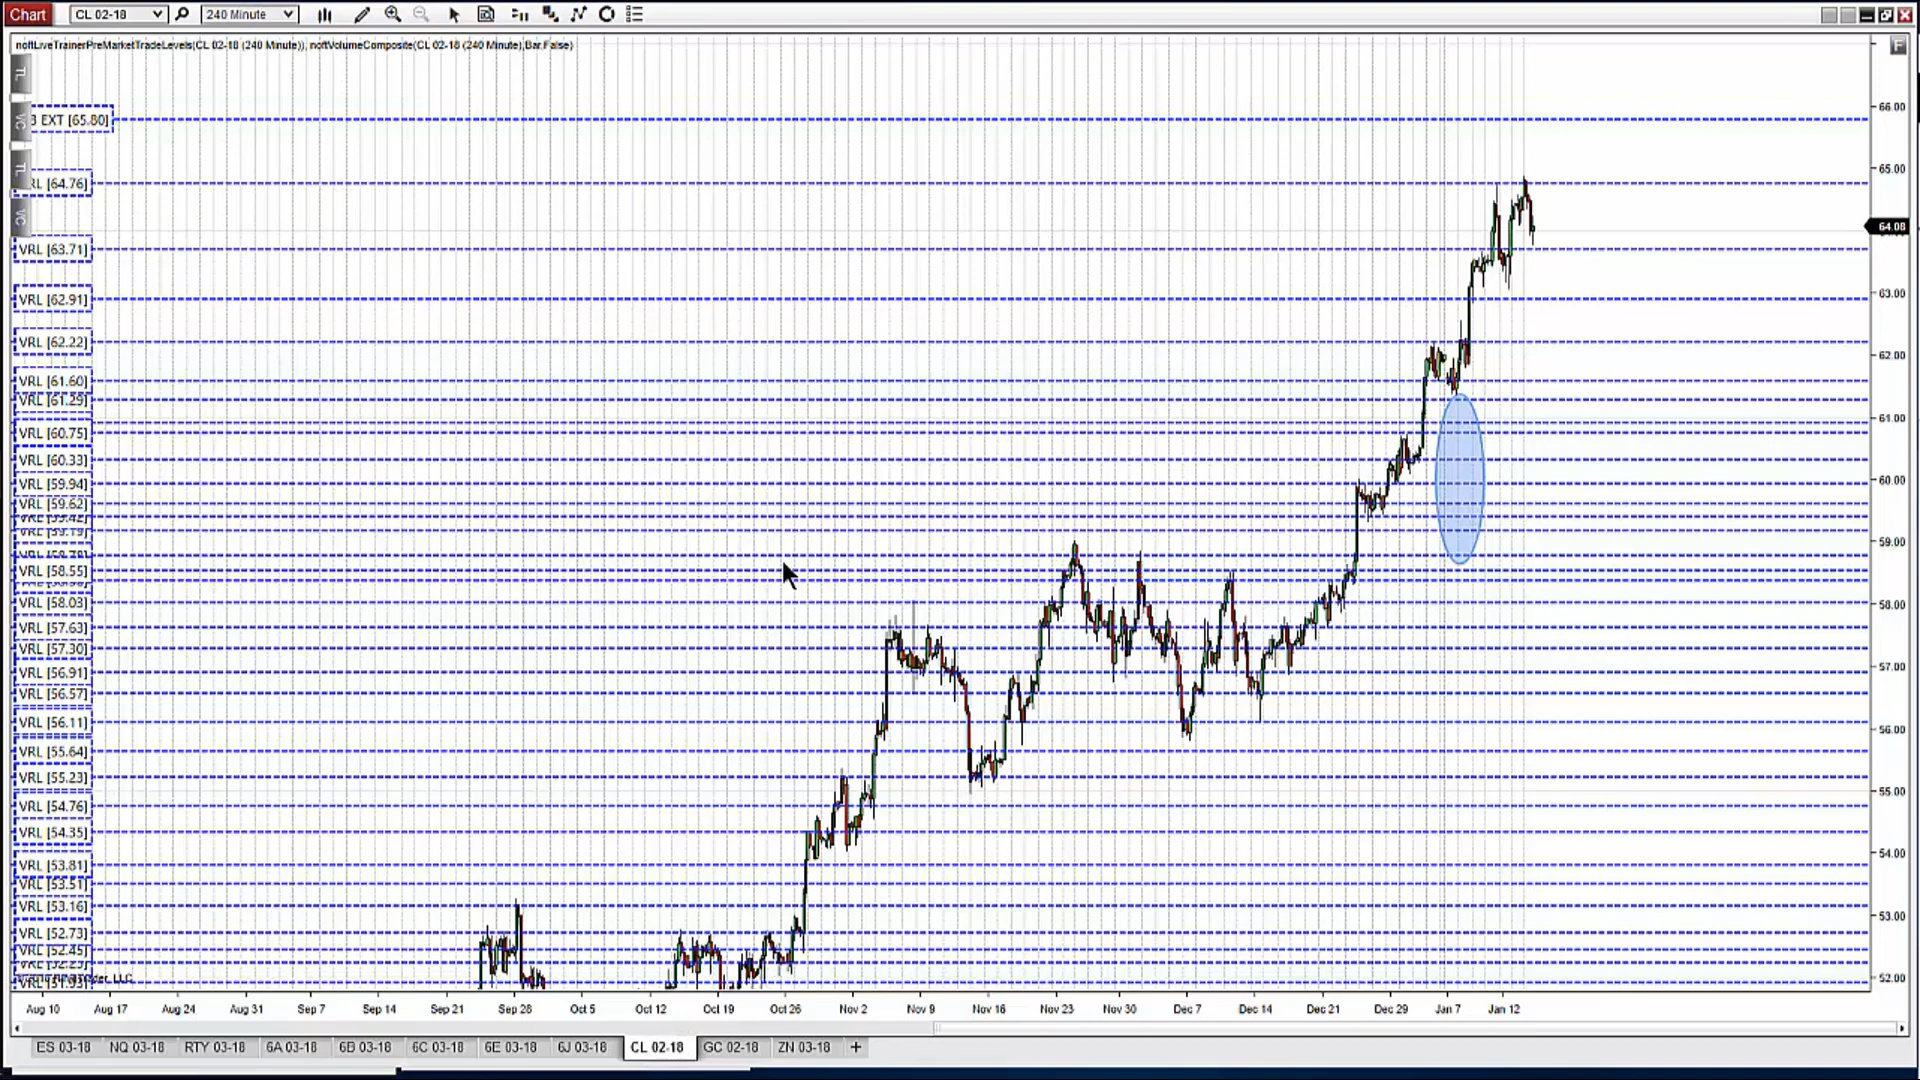 Chart CL 02-18 240 Minute
noftLiveTrainerPreMarketTradeLevels(CL 02-18 (240 Minute)), noftVolumeComposite(CL 02-18 (240 Minute),Bar,False)
F
TL
VC
TL
VC
EXT [65.80]
RL [64.76]
VRL [63.71]
VRL [62.91]
VRL [62.22]
VRL [61.60]
VRL [61.29]
VRL [60.75]
VRL [60.33]
VRL [59.94]
VRL [59.62]
VRL [59.42]
VRL [59.19]
VRL [58.78]
VRL [58.55]
VRL [58.03]
VRL [57.63]
VRL [57.30]
VRL [56.91]
VRL [56.57]
VRL [56.11]
VRL [55.64]
VRL [55.23]
VRL [54.76]
VRL [54.35]
VRL [53.81]
VRL [53.51]
VRL [53.16]
VRL [52.73]
VRL [52.45]
LLC
66.00
65.00
64.08
63.00
62.00
61.00
60.00
59.00
58.00
57.00
56.00
55.00
54.00
53.00
52.00
Aug 10 Aug 17 Aug 24 Aug 31 Sep 7 Sep 14 Sep 21 Sep 28 Oct 5 Oct 12 Oct 19 Oct 26 Nov 2 Nov 9 Nov 16 Nov 23 Nov 30 Dec 7 Dec 14 Dec 21 Dec 29 Jan 7 Jan 12
ES 03-18 NQ 03-18 RTY 03-18 6A 03-18 6B 03-18 6C 03-18 6E 03-18 6J 03-18 CL 02-18 GC 02-18 ZN 03-18 +